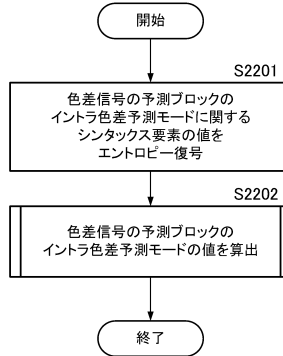 開始
S2201
色差信号の予測ブロックの
イントラ色差予測モードに関する
シンタックス要素の値を
エントロピー復号
S2202
色差信号の予測ブロックの
イントラ色差予測モードの値を算出
終了